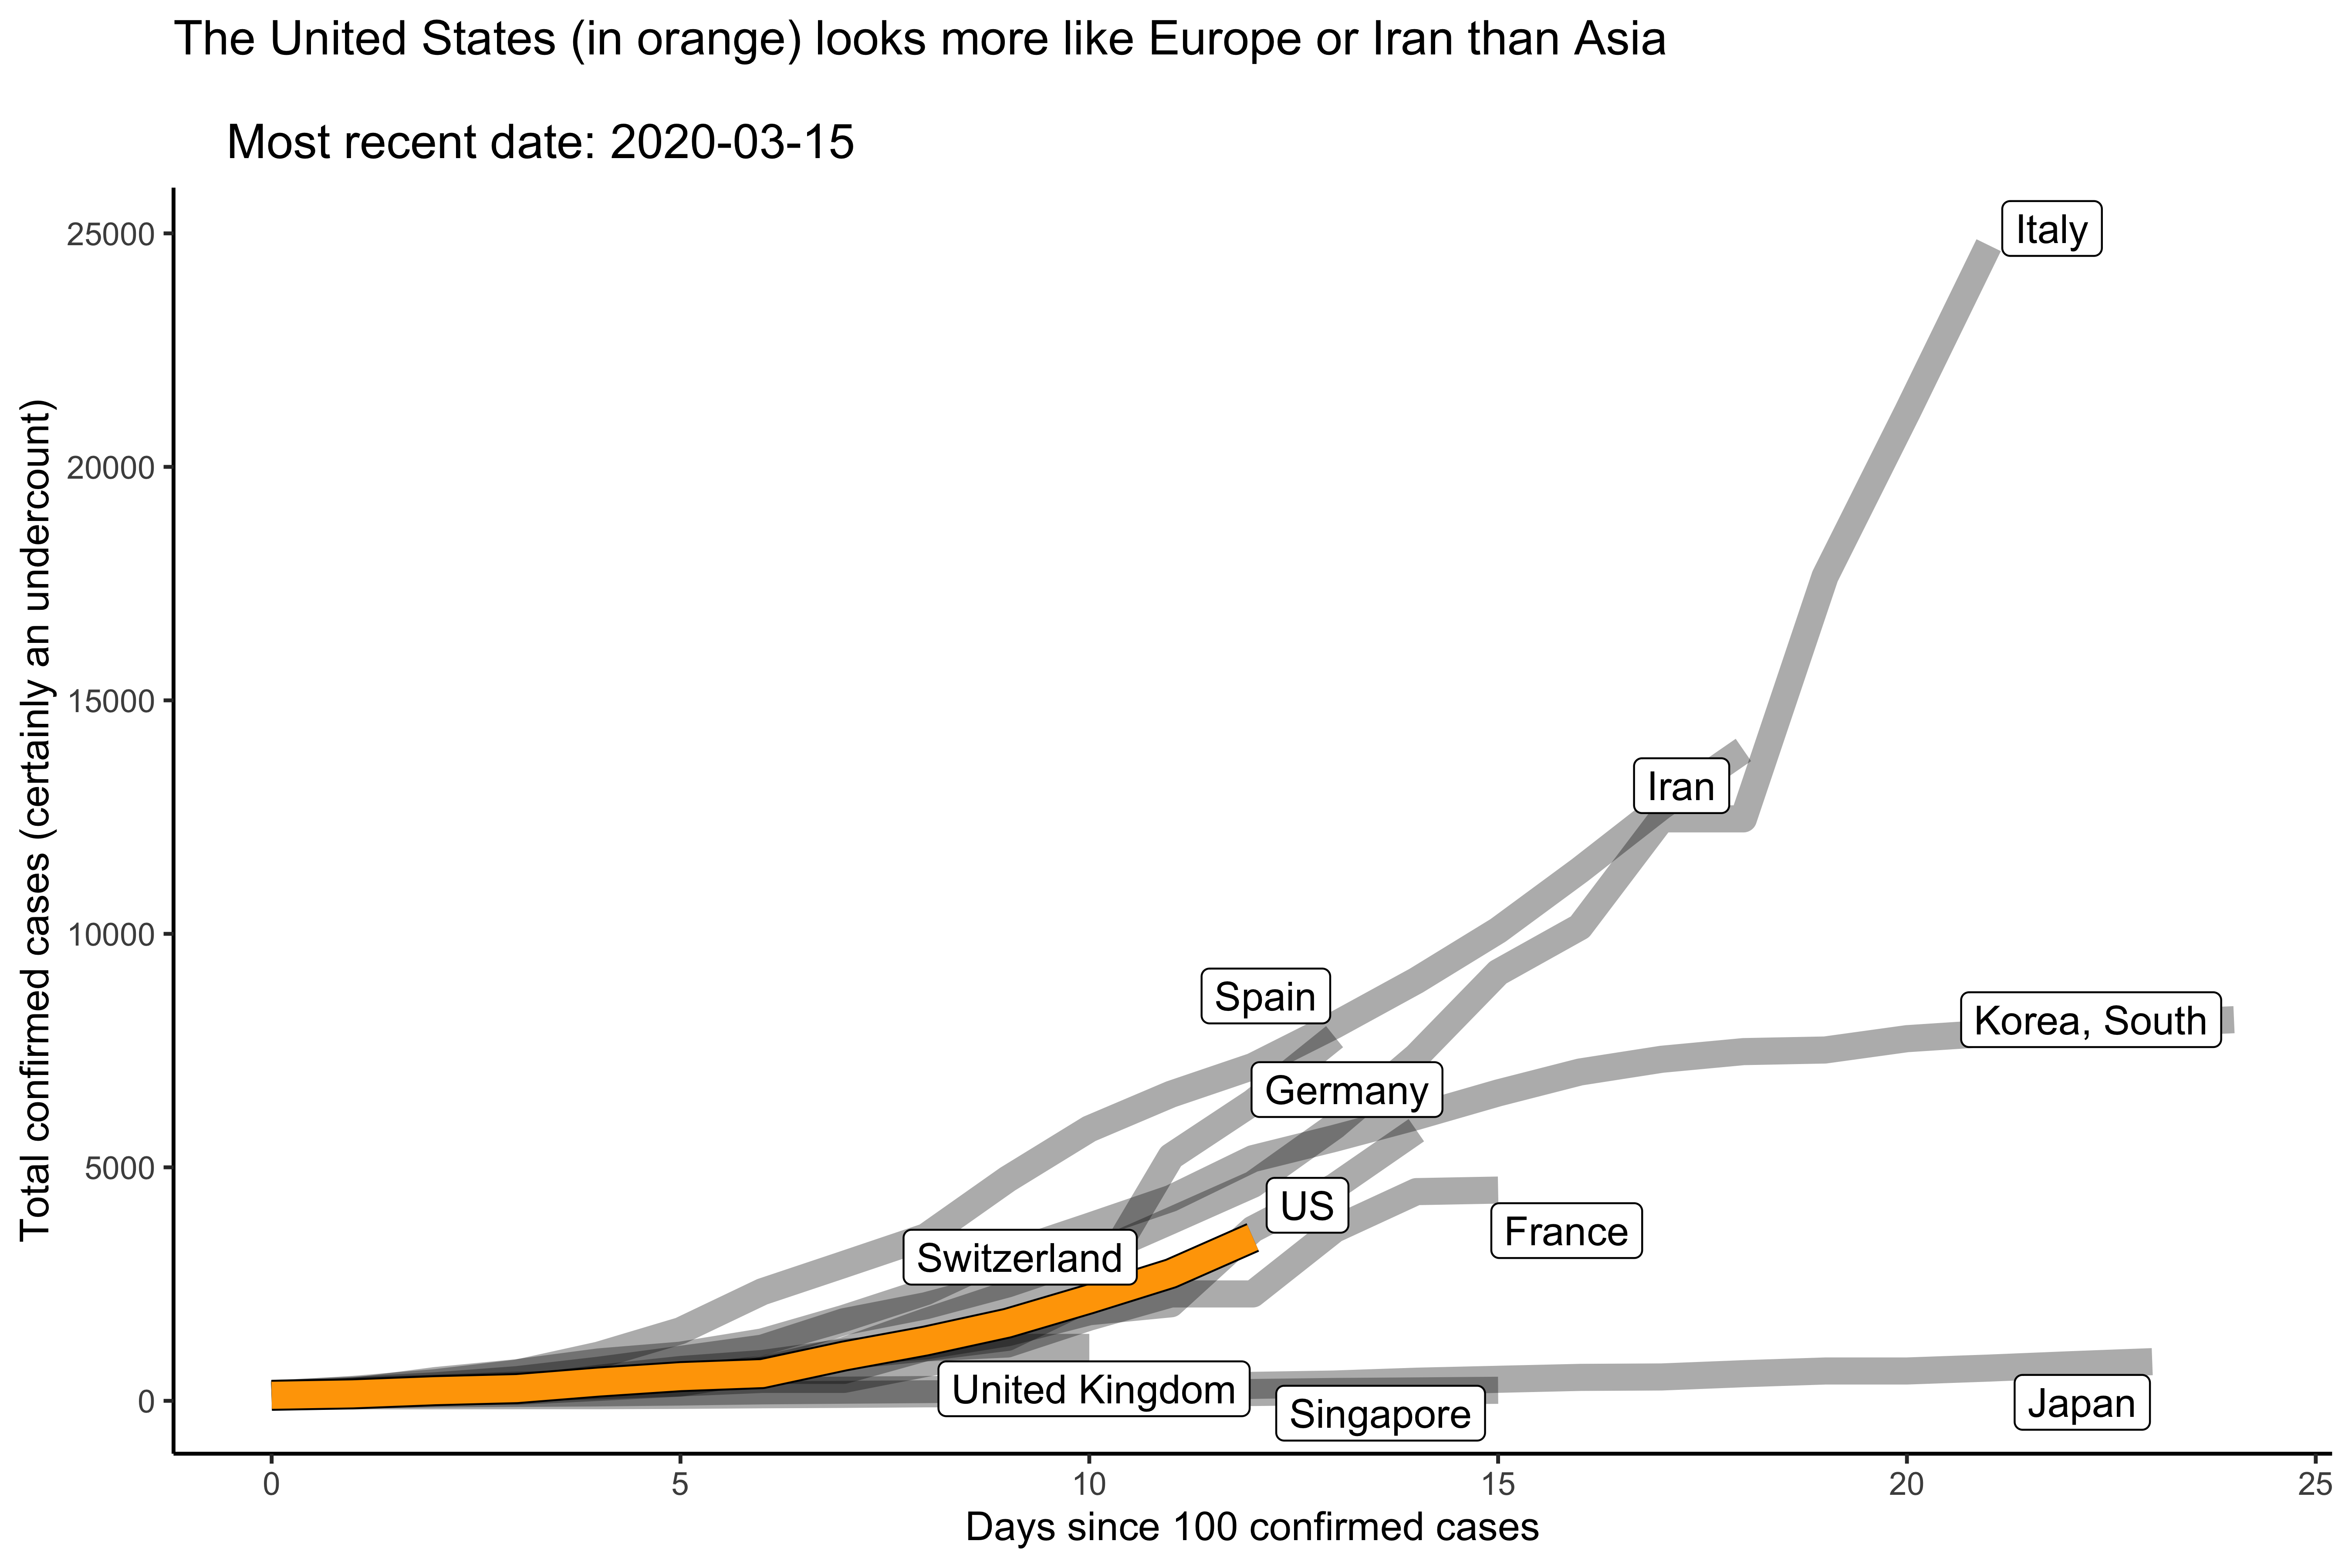 The United States (in orange) looks more like Europe or Iran than Asia
Most recent date: 2020-03-15
Total confirmed cases (certainly an undercount)
25000
20000
15000
10000
5000
0
Italy
Iran
Spain
Korea, South
Germany
US
France
Switzerland
United Kingdom
Singapore
Japan
0 5 10 15 20 25
Days since 100 confirmed cases